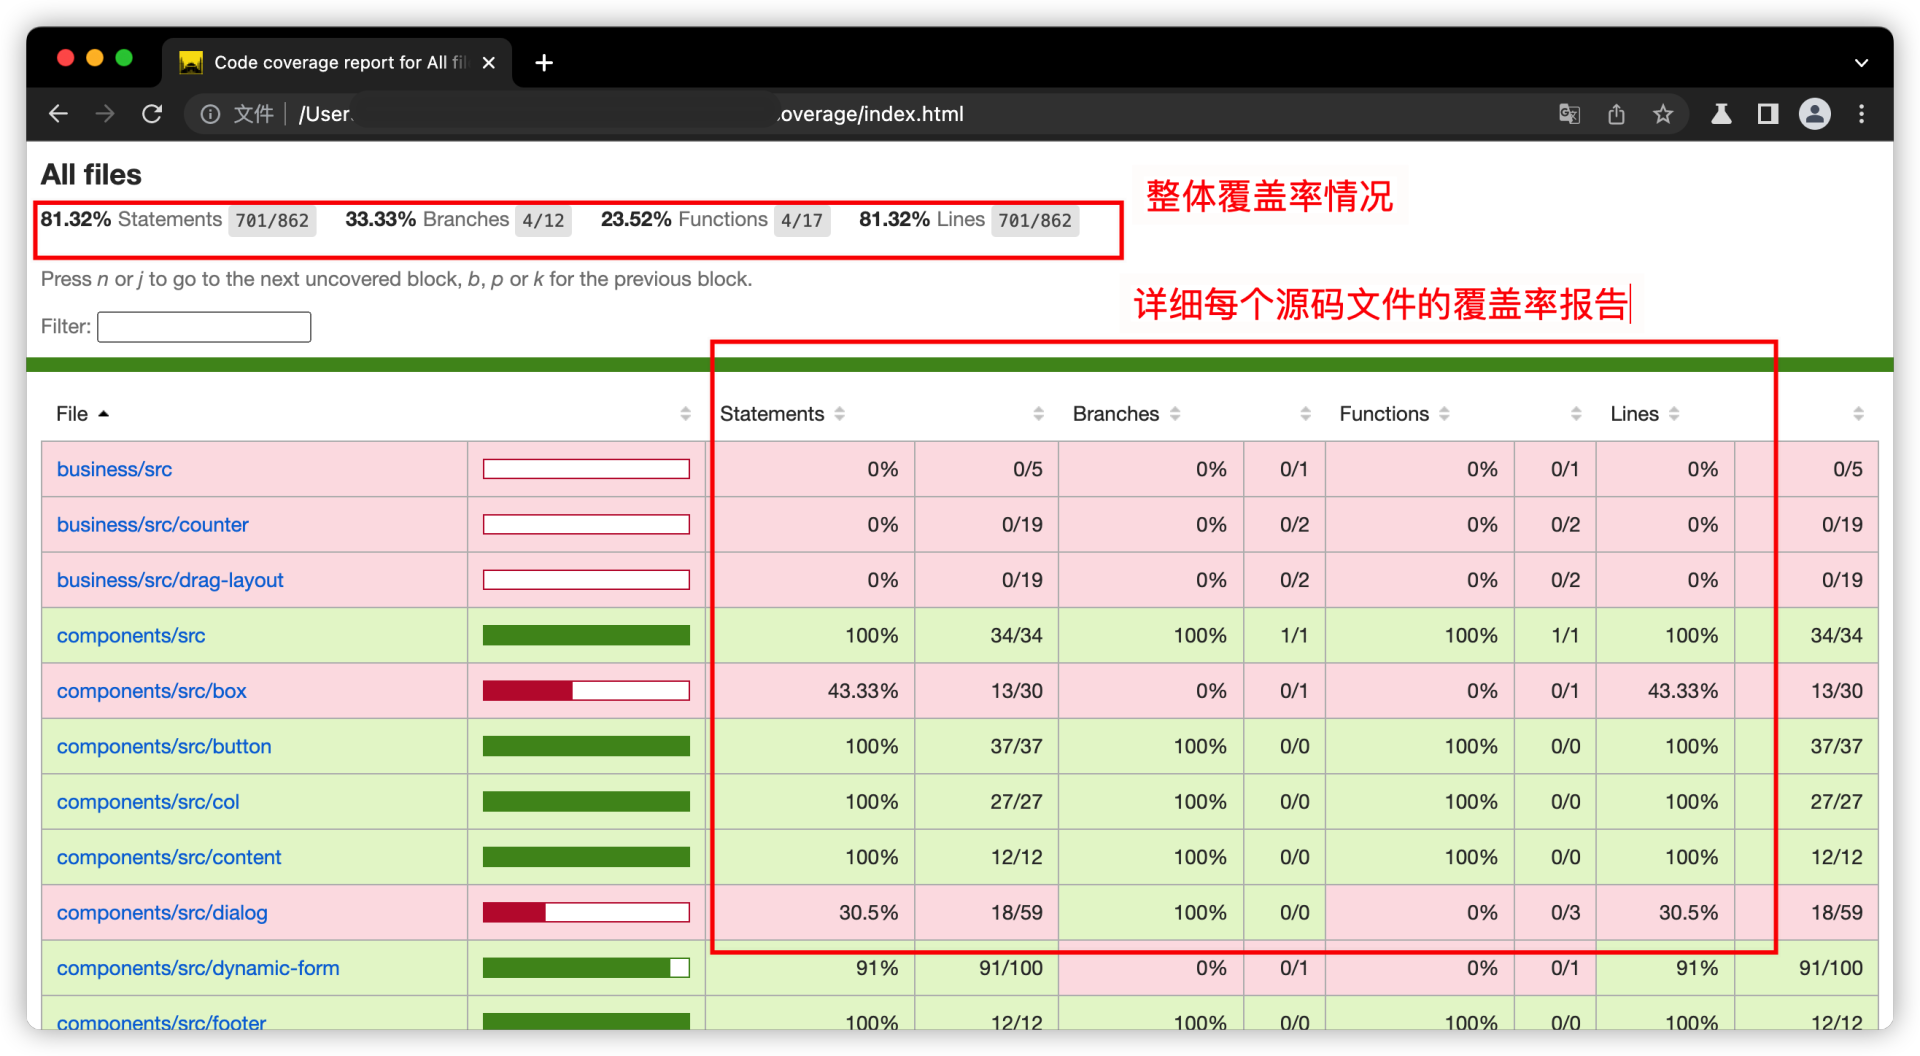 Code coverage report for All fil
文件 | /User
overage/index.html
All files
整体覆盖率情况
81.32% Statements 701/862 33.33% Branches 4/12 23.52% Functions 4/17 81.32% Lines 701/862
Press n or j to go to the next uncovered block, b, p or k for the previous block.
详细每个源码文件的覆盖率报告
Filter:
File Statements Branches Functions Lines
business/src 0% 0/5 0% 0/1 0% 0/1 0% 0/5
business/src/counter 0% 0/19 0% 0/2 0% 0/2 0% 0/19
business/src/drag-layout 0% 0/19 0% 0/2 0% 0/2 0% 0/19
components/src 100% 34/34 100% 1/1 100% 1/1 100% 34/34
components/src/box 43.33% 13/30 0% 0/1 0% 0/1 43.33% 13/30
components/src/button 100% 37/37 100% 0/0 100% 0/0 100% 37/37
components/src/col 100% 27/27 100% 0/0 100% 0/0 100% 27/27
components/src/content 100% 12/12 100% 0/0 100% 0/0 100% 12/12
components/src/dialog 30.5% 18/59 100% 0/0 0% 0/3 30.5% 18/59
components/src/dynamic-form 91% 91/100 0% 0/1 0% 0/1 91% 91/100
components/src/footer 100% 12/12 100% 0/0 100% 0/0 100% 12/12